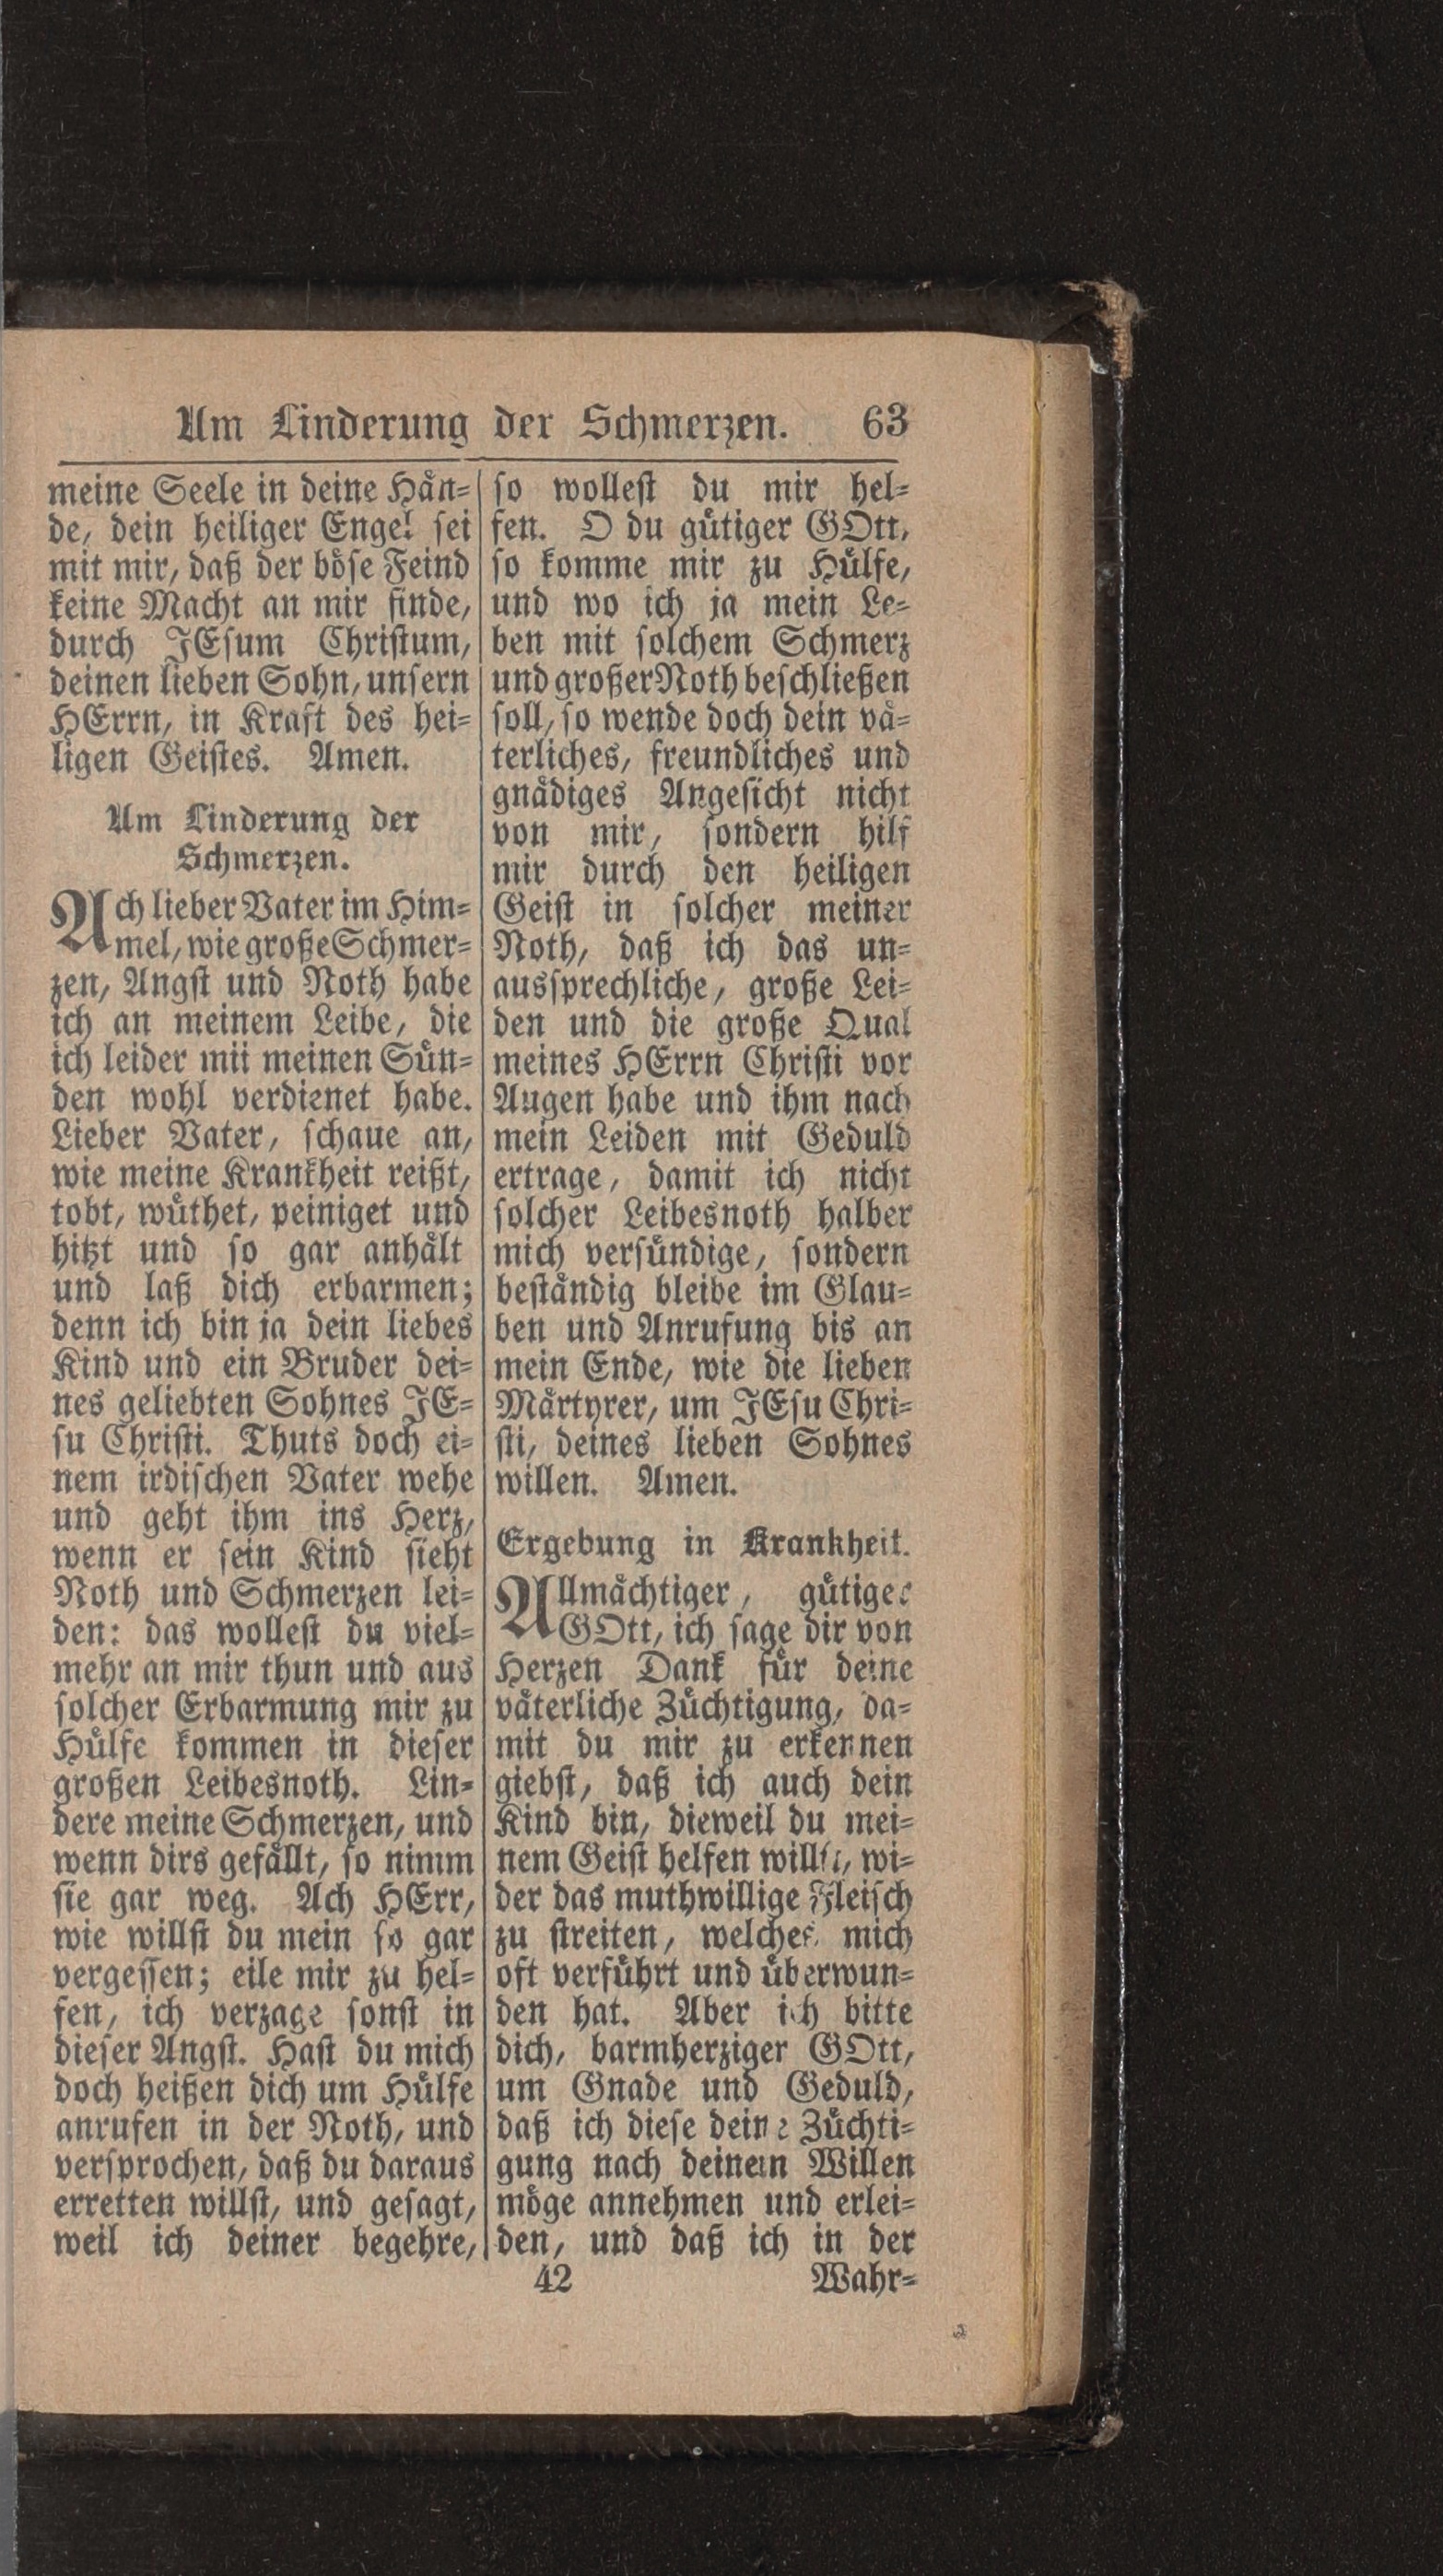 Um Linderung der Schmerzen. 63
meine Seele in deine Hän-
de, dein heiliger Engel sei
mit mir, daß der böse Feind
keine Macht an mir finde,
durch JEsum Christum,
deinen lieben Sohn, unsern
HErrn, in Kraft des hei-
ligen Geistes. Amen.
Um Linderung der
Schmerzen.
Ach lieber Vater im Him-
mel, wie große Schmer-
zen, Angst und Noth habe
ich an meinem Leibe, die
ich leider mii meinen Sün-
den wohl verdienet habe.
Lieber Vater, schaue an,
wie meine Krankheit reißt,
tobt, wüthet, peiniget und
hitzt und so gar anhält
und laß dich erbarmen;
denn ich bin ja dein liebes
Kind und ein Bruder dei-
nes geliebten Sohnes JE-
su Christi. Thuts doch ei-
nem irdischen Vater wehe
und geht ihm ins Herz,
wenn er sein Kind sieht
Noth und Schmerzen lei-
den: das wollest du viel-
mehr an mir thun und aus
solcher Erbarmung mir zu
Hülfe kommen in dieser
großen Leibesnoth. Lin-
dere meine Schmerzen, und
wenn dirs gefällt, so nimm
sie gar weg. Ach HErr,
wie willst du mein so gar
vergessen; eile mir zu hel-
fen, ich verzage sonst in
dieser Angst. Hast du mich
doch heißen dich um Hülfe
anrufen in der Noth, und
versprochen, daß du daraus
erretten willst, und gesagt,
weil ich deiner begehre,
so wollest du mir hel-
fen. O du gütiger GOtt,
so komme mir zu Hülfe,
und wo ich ja mein Le-
ben mit solchem Schmerz
und großer Noth beschließen
soll, so wende doch dein vä-
terliches, freundliches und
gnädiges Angesicht nicht
von mir, sondern hilf
mir durch den heiligen
Geist in solcher meiner
Noth, daß ich das un-
aussprechliche, große Lei-
den und die große Qual
meines HErrn Christi vor
Augen habe und ihm nach
mein Leiden mit Geduld
ertrage, damit ich nicht
solcher Leibesnoth halber
mich versündige, sondern
beständig bleibe im Glau-
ben und Anrufung bis an
mein Ende, wie die lieben
Märtyrer, um JEsu Chri-
sti, deines lieben Sohnes
willen. Amen.
Ergebung in Krankheit.
Allmächtiger, gütiger
GOtt, ich sage dir von
Herzen Dank für deine
väterliche Züchtigung, da-
mit du mir zu erkennen
giebst, daß ich auch dein
Kind bin, dieweil du mei-
nem Geist helfen willst, wi-
der das muthwillige Fleisch
zu streiten, welches mich
oft verführt und überwun-
den hat. Aber ich bitte
dich, barmherziger GOtt,
um Gnade und Geduld,
daß ich diese deine Züchti-
gung nach deinem Willen
möge annehmen und erlei-
den, und daß ich in der
42 Wahr-